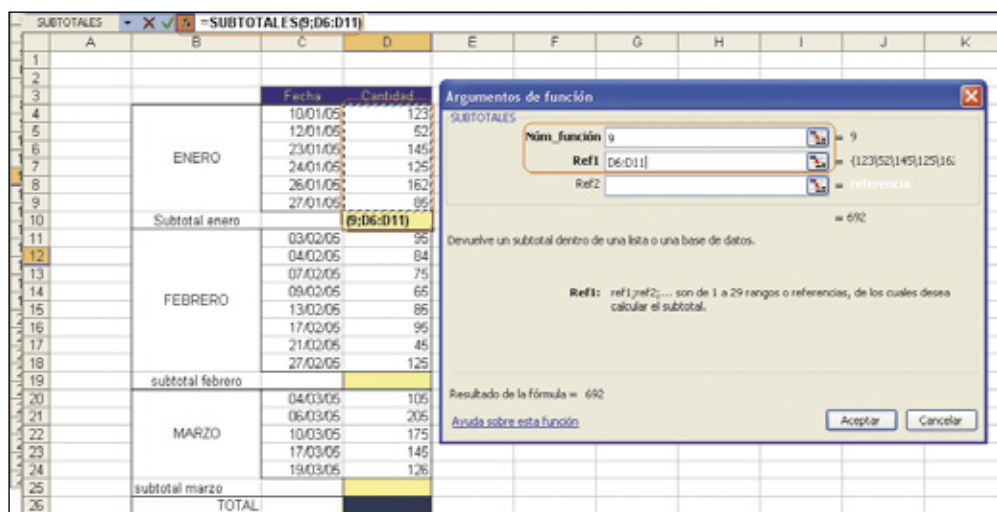 SUBTOTALES =SUBTOTALES(9;D6:D11)
A B C D E F G H I J K
1
2
3 Fecha Cantidad
4 10/01/05 123
5 12/01/05 52
6 23/01/05 145
7 ENERO 24/01/05 125
8 26/01/05 162
9 27/01/05 85
10 Subtotal enero (9;D6:D11)
11 03/02/05 95
12 04/02/05 84
13 07/02/05 75
14 FEBRERO 09/02/05 65
15 13/02/05 85
16 17/02/05 95
17 21/02/05 45
18 27/02/05 125
19 subtotal febrero
20 04/03/05 105
21 06/03/05 205
22 MARZO 10/03/05 175
23 17/03/05 145
24 19/03/05 126
25 subtotal marzo
26 TOTAL
Argumentos de función
SUBTOTALES
Núm_función 9 = 9
Ref1 D6:D11 = {123\52\145\125\162
Ref2 = referencia
= 692
Devuelve un subtotal dentro de una lista o una base de datos.
Ref1: ref1;ref2;... son de 1 a 29 rangos o referencias, de los cuales desea
calcular el subtotal.
Resultado de la fórmula = 692
Ayuda sobre esta función Aceptar Cancelar